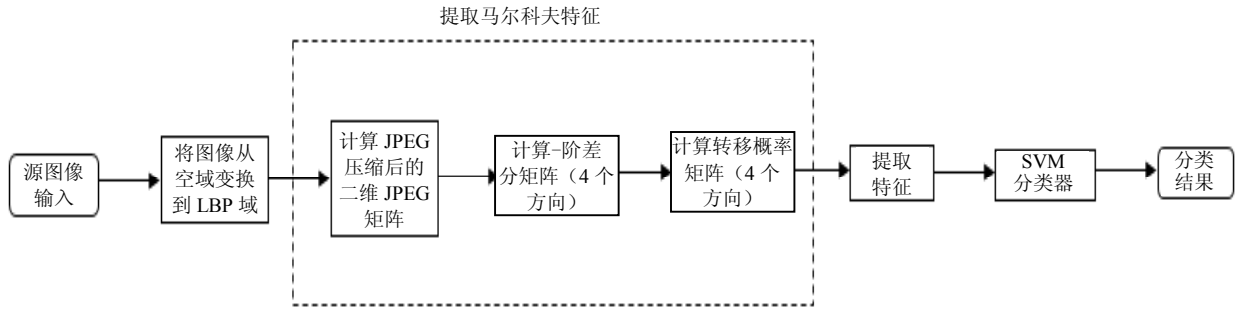 提取马尔科夫特征
源图像
输入
将图像从
空域变换
到 LBP 域
计算 JPEG
压缩后的
二维 JPEG
矩阵
计算–阶差
分矩阵（4 个
方向）
计算转移概率
矩阵（4 个
方向）
提取
特征
SVM
分类器
分类
结果